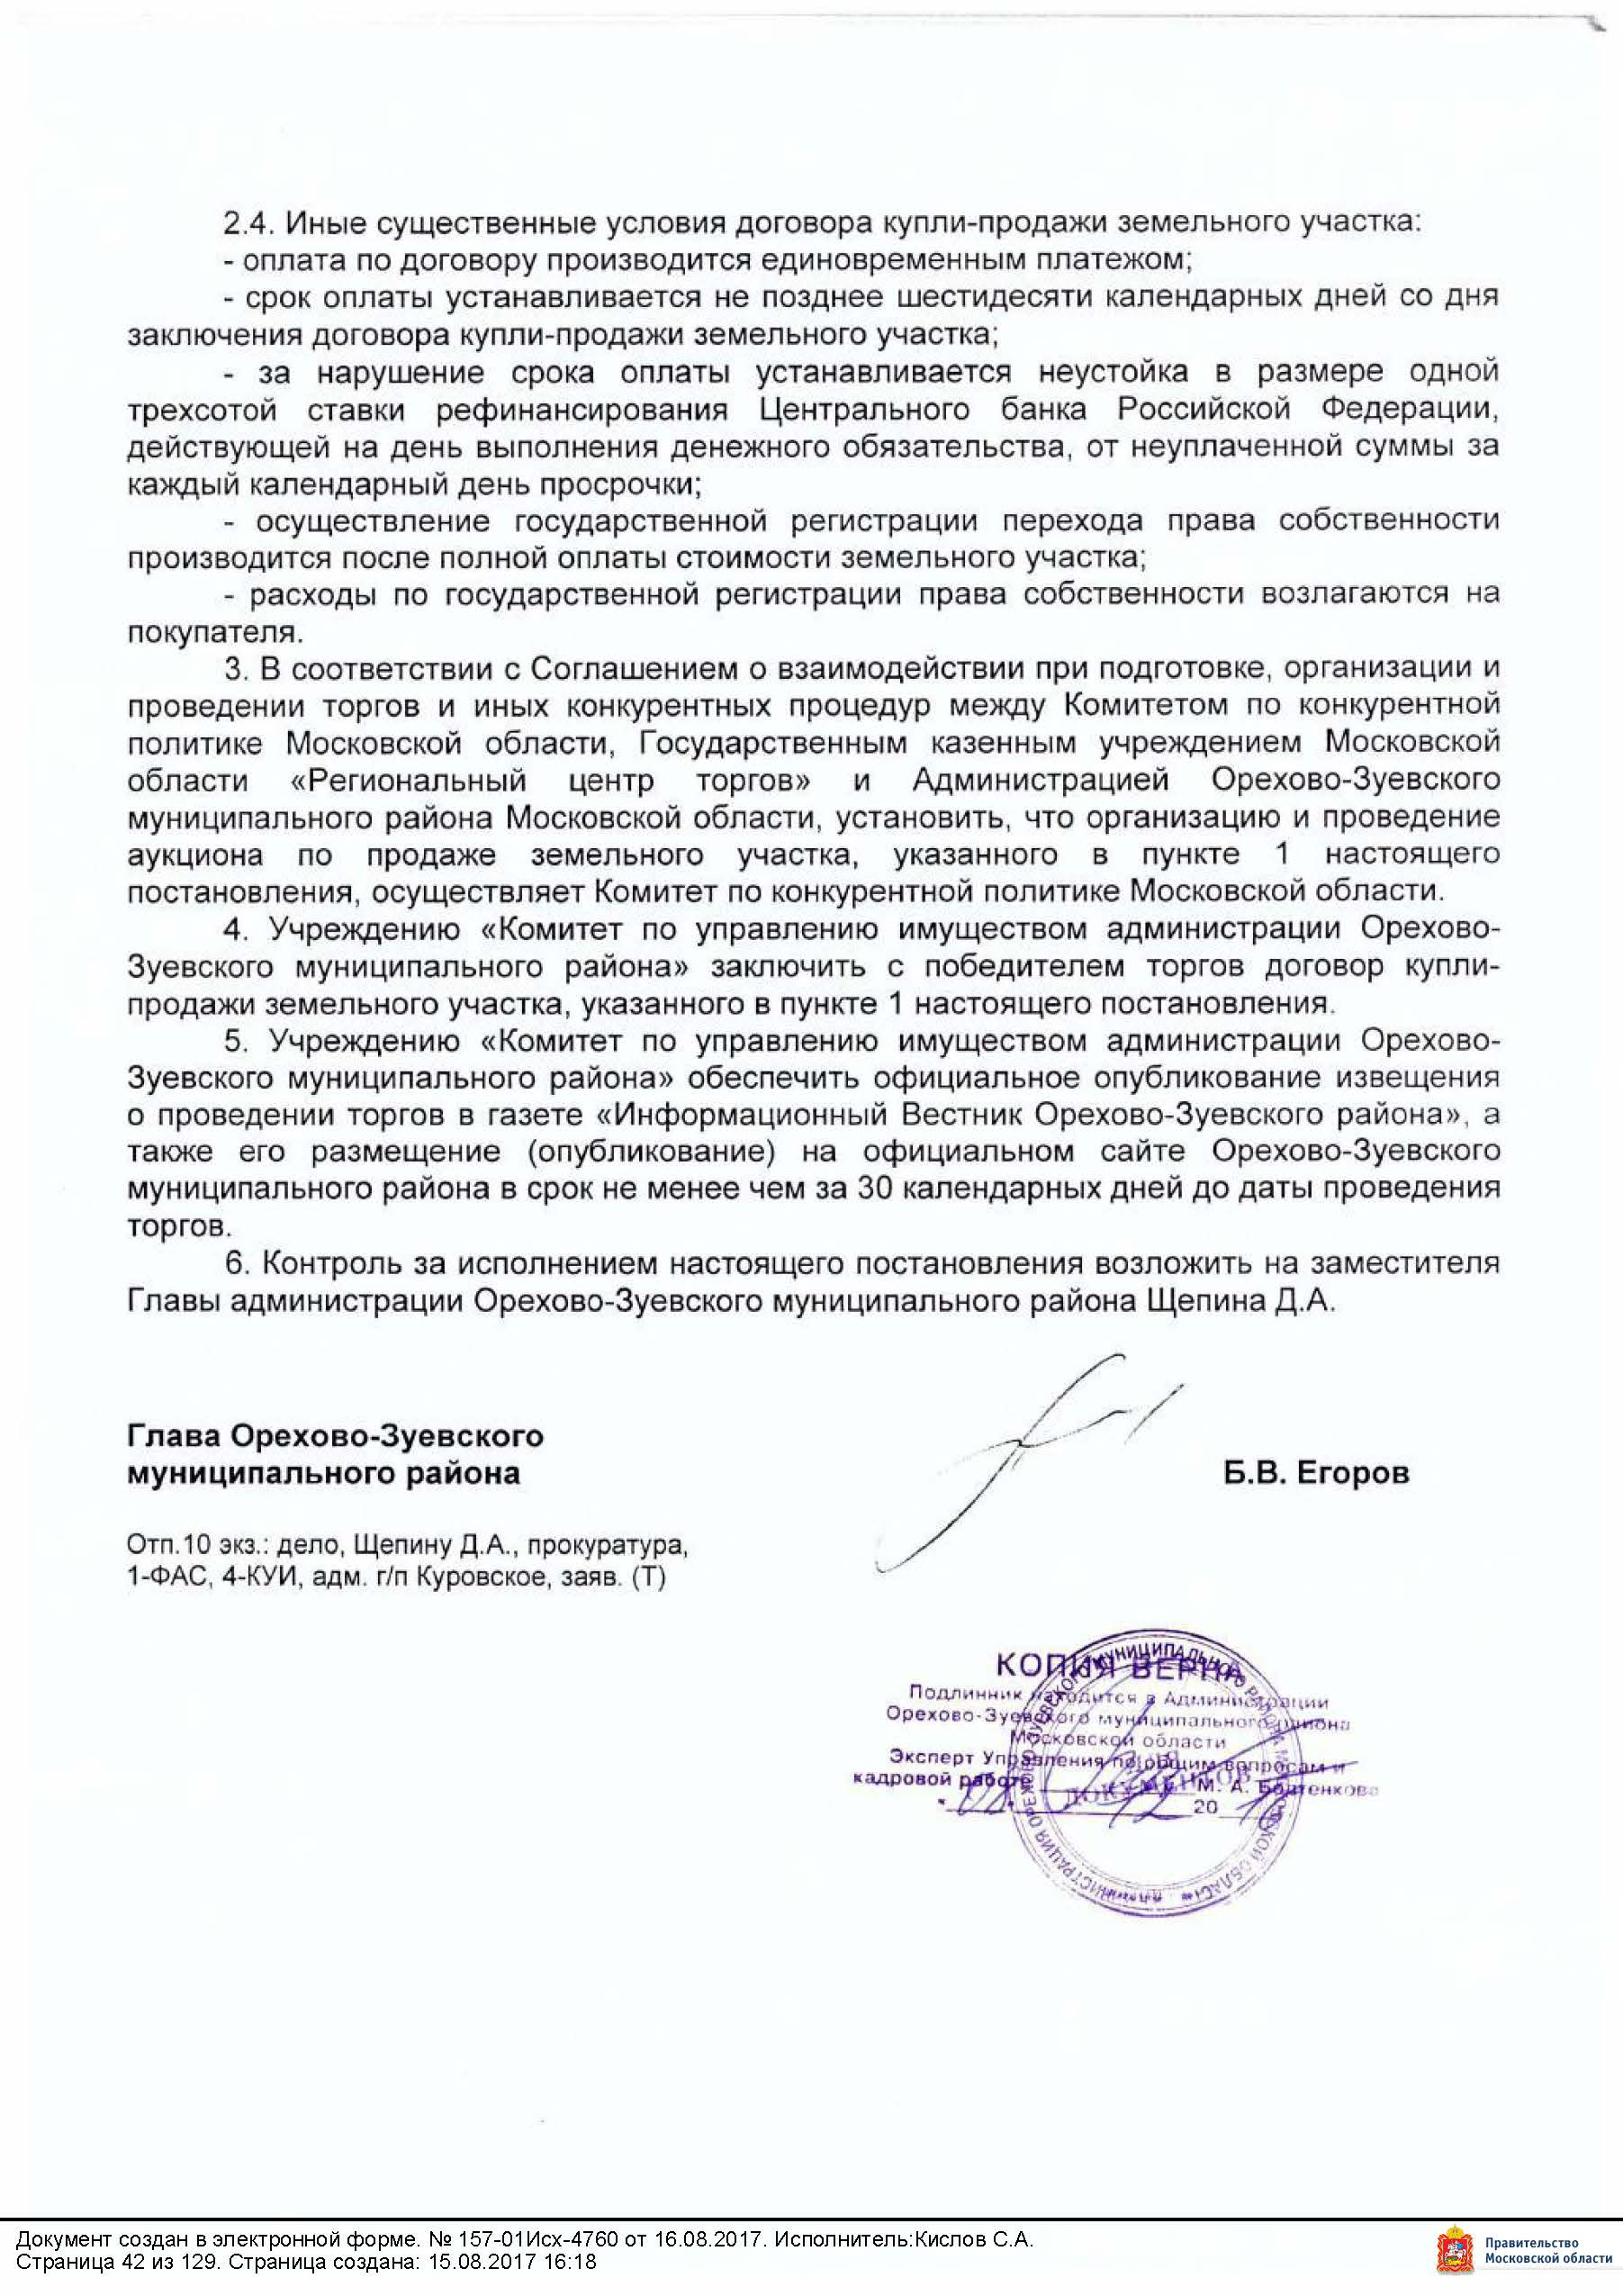 2.4. Иные существенные условия договора купли-продажи земельного участка:
- оплата по договору производится единовременным платежом;
- срок оплаты устанавливается не позднее шестидесяти календарных дней со дня
заключения договора купли-продажи земельного участка;
- за нарушение срока оплаты устанавливается неустойка в размере одной
трехсотой ставки рефинансирования Центрального банка Российской Федерации,
действующей на день выполнения денежного обязательства, от неуплаченной суммы за
каждый календарный день просрочки;
- осуществление государственной регистрации перехода права собственности
производится после полной оплаты стоимости земельного участка;
- расходы по государственной регистрации права собственности возлагаются на
покупателя.
3. В соответствии с Соглашением о взаимодействии при подготовке, организации и
проведении торгов и иных конкурентных процедур между Комитетом по конкурентной
политике Московской области, Государственным казенным учреждением Московской
области «Региональный центр торгов» и Администрацией Орехово-Зуевского
муниципального района Московской области, установить, что организацию и проведение
аукциона по продаже земельного участка, указанного в пункте 1 настоящего
постановления, осуществляет Комитет по конкурентной политике Московской области.
4. Учреждению «Комитет по управлению имуществом администрации Орехово-
Зуевского муниципального района» заключить с победителем торгов договор купли-
продажи земельного участка, указанного в пункте 1 настоящего постановления.
5. Учреждению «Комитет по управлению имуществом администрации Орехово-
Зуевского муниципального района» обеспечить официальное опубликование извещения
о проведении торгов в газете «Информационный Вестник Орехово-Зуевского района», а
также его размещение (опубликование) на официальном сайте Орехово-Зуевского
муниципального района в срок не менее чем за 30 календарных дней до даты проведения
торгов.
6. Контроль за исполнением настоящего постановления возложить на заместителя
Главы администрации Орехово-Зуевского муниципального района Щепина Д.А.
Глава Орехово-Зуевского
муниципального района
Б.В. Егоров
Отп.10 экз.: дело, Щепину Д.А., прокуратура,
1-ФАС, 4-КУИ, адм. г/п Куровское, заяв. (Т)
КОПИЯ ВЕРНА
Подлинник находится в Администрации
Орехово-Зуевского муниципального района
Московской области
Эксперт Управления по общим вопросам и
кадровой работе М. А.
20
ДОКУМЕНТОВ
Документ создан в электронной форме. № 157-01Исх-4760 от 16.08.2017. Исполнитель:Кислов С.А.
Страница 42 из 129. Страница создана: 15.08.2017 16:18
Правительство
Московской области